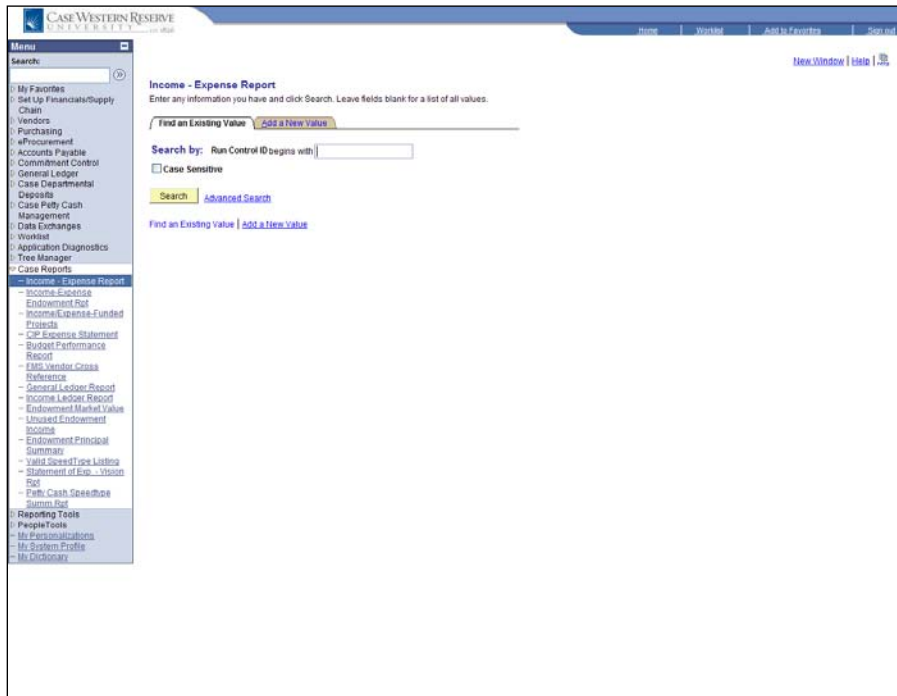 CASE WESTERN RESERVE
UNIVERSITY EST. 1826
Home Worklist Add to Favorites Sign out
Menu
Search:
My Favorites
Set Up Financials/Supply
Chain
Vendors
Purchasing
eProcurement
Accounts Payable
Commitment Control
General Ledger
Case Departmental
Deposits
Case Petty Cash
Management
Data Exchanges
Worklist
Application Diagnostics
Tree Manager
Case Reports
Income - Expense Report
Income-Expense
Endowment Rpt
Income/Expense-Funded
Projects
CIP Expense Statement
Budget Performance
Report
FMS Vendor Cross
Reference
General Ledger Report
Income Ledger Report
Endowment Market Value
Unused Endowment
Income
Endowment Principal
Summary
Valid SpeedType Listing
Statement of Exp. - Vision
Rpt
Petty Cash Speedtype
Summ.Rpt
Reporting Tools
PeopleTools
My Personalizations
My System Profile
My Dictionary
New Window | Help |
Income - Expense Report
Enter any information you have and click Search. Leave fields blank for a list of all values.
Find an Existing Value Add a New Value
Search by: Run Control ID begins with
Case Sensitive
Search Advanced Search
Find an Existing Value | Add a New Value